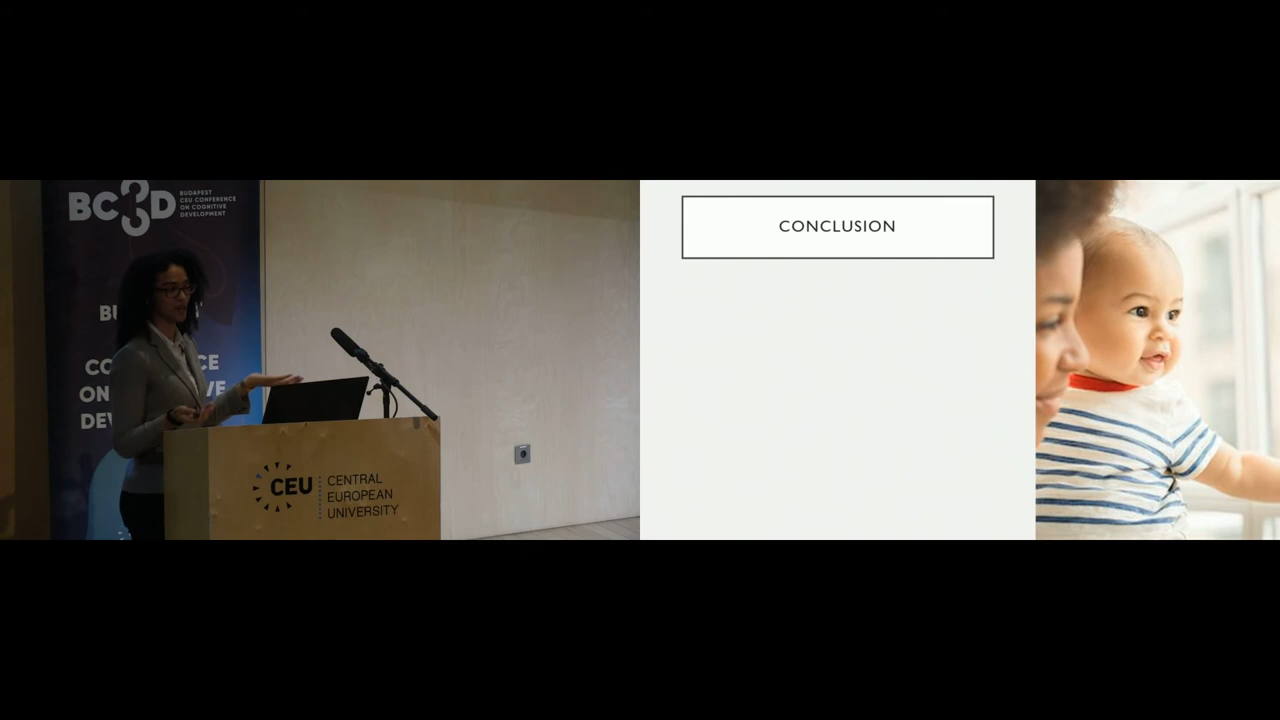 BC3D
BUDAPEST
CEU CONFERENCE
ON COGNITIVE
DEVELOPMENT
CEU
CENTRAL
EUROPEAN
UNIVERSITY
CONCLUSION